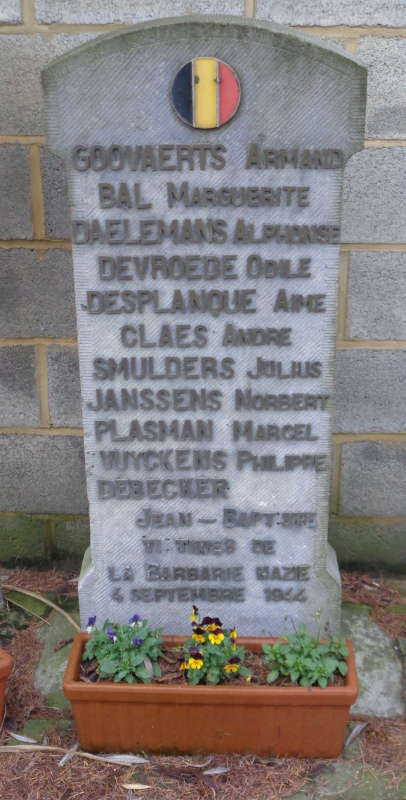 GOOVAERTS ARMAND
BAL MARGUERITE
DAELEMANS ALPHONSE
DEVROEDE ODILE
DESPLANQUE AIME
CLAES ANDRE
SMULDERS JULIUS
JANSSENS NORBERT
PLASMAN MARCEL
VUYCKENS PHILIPPE
DEBECKER
JEAN-BAPTISTE
VICTIMES DE
LA BARBARIE NAZIE
4 SEPTEMBRE 1944